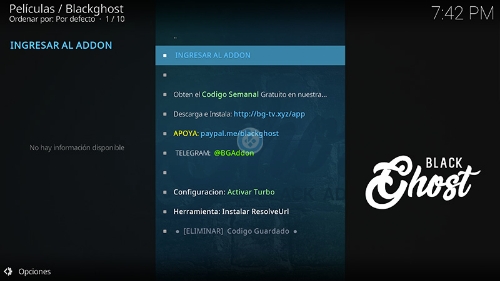 Películas / Blackghost
Ordenar por: Por defecto · 1 / 10
7:42 PM
INGRESAR AL ADDON
..
INGRESAR AL ADDON
Obten el Codigo Semanal Gratuito en nuestra...
Descarga e Instala: http://bg-tv.xyz/app
No hay información disponible
APOYA: paypal.me/blackghost
TELEGRAM: @BGAddon
BLACK
Ghost
Configuracion: Activar Turbo
Herramienta: Instalar ResolveUrl
• [ELIMINAR] Codigo Guardado •
Opciones